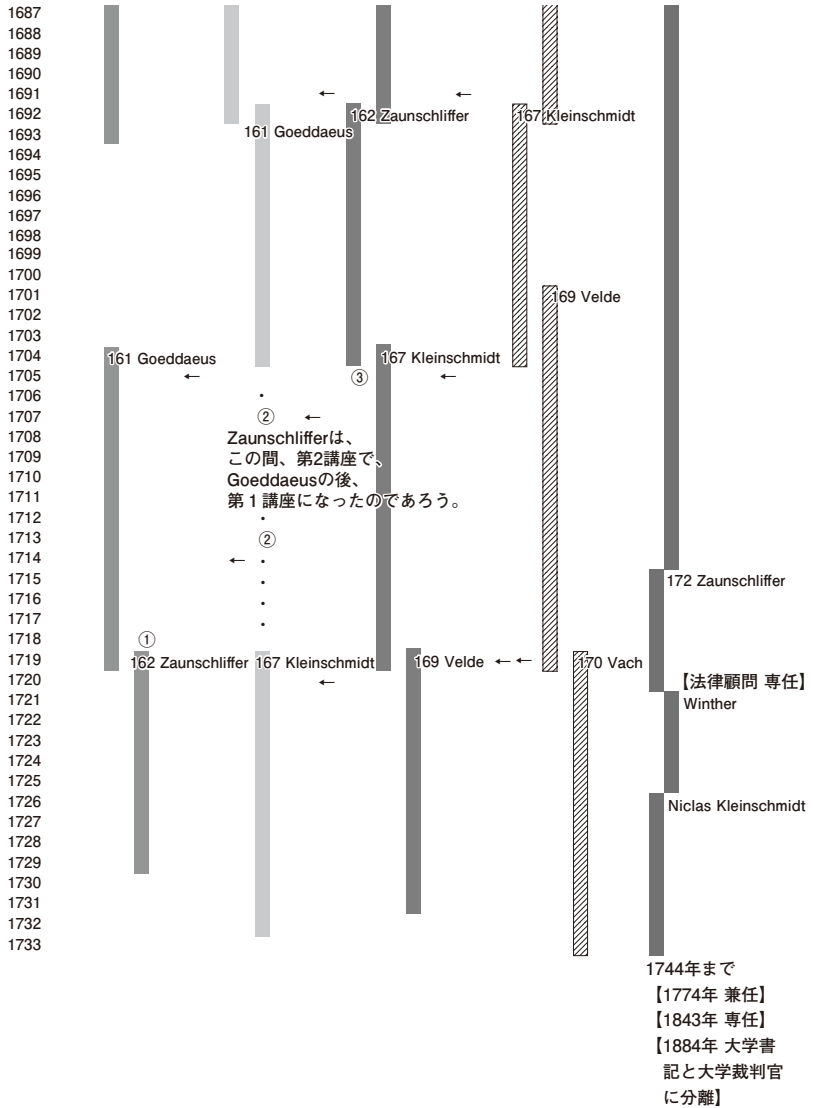 1687
1688
1689
1690
1691 ← ←
1692 162 Zaunschliffer 167 Kleinschmidt
1693 161 Goeddaeus
1694
1695
1696
1697
1698
1699
1700
1701 169 Velde
1702
1703
1704 161 Goeddaeus 167 Kleinschmidt
1705 ← ③ ←
1706 ・
1707 ② ←
1708 Zaunschlifferは、
1709 この間、第2講座で、
1710 Goeddaeusの後、
1711 第1講座になったのであろう。
1712 ・
1713 ②
1714 ← ・
1715 ・ 172 Zaunschliffer
1716 ・
1717 ・
1718 ①
1719 162 Zaunschliffer 167 Kleinschmidt 169 Velde ← ← 170 Vach
1720 ← 【法律顧問 専任】
1721 Winther
1722
1723
1724
1725
1726 Niclas Kleinschmidt
1727
1728
1729
1730
1731
1732
1733
1744年まで
【1774年 兼任】
【1843年 専任】
【1884年 大学書
記と大学裁判官
に分離】